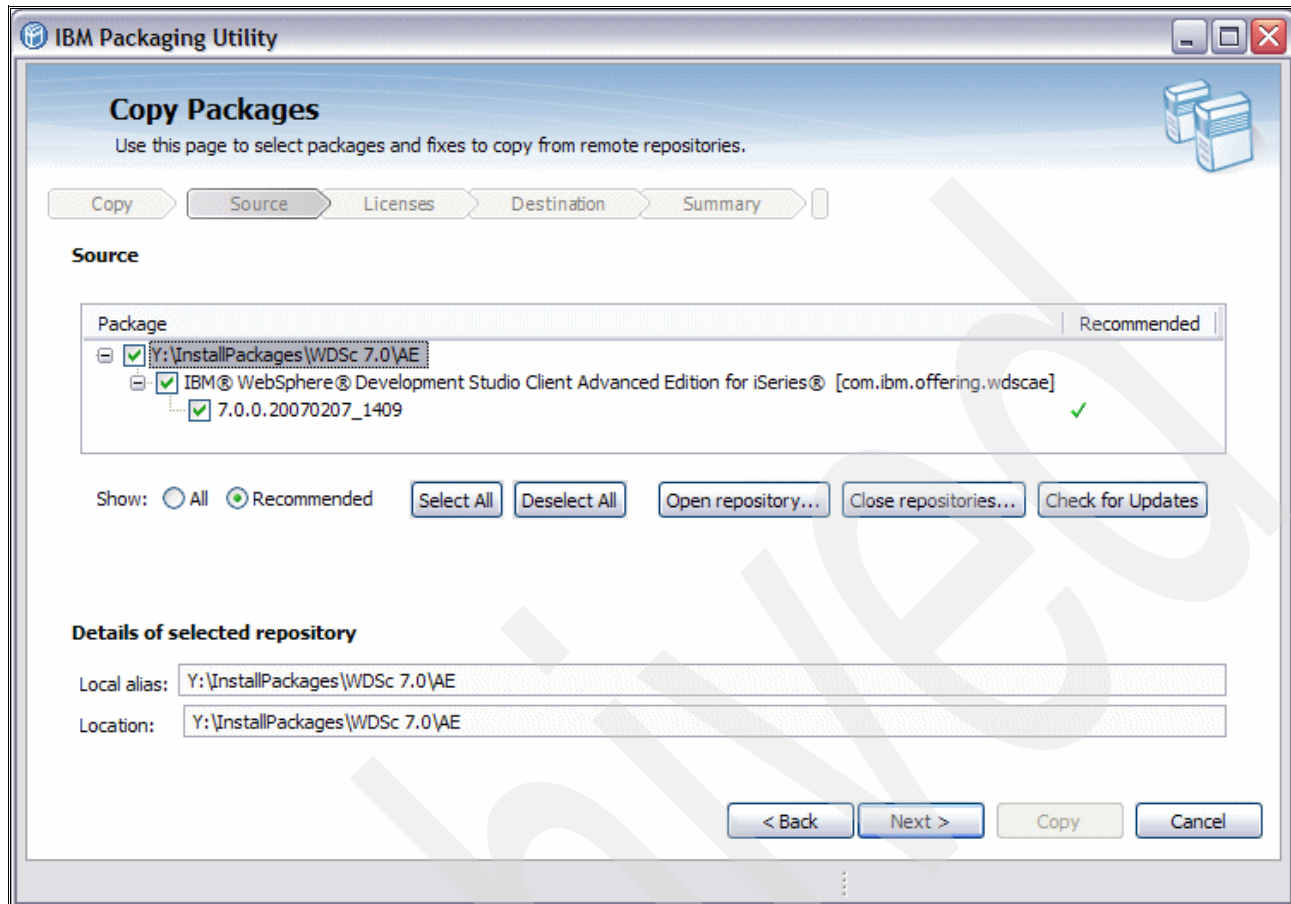 IBM Packaging Utility
Copy Packages
Use this page to select packages and fixes to copy from remote repositories.
Copy Source Licenses Destination Summary
Source
Package Recommended
Y:\InstallPackages\WDSc 7.0\AE
IBM® WebSphere® Development Studio Client Advanced Edition for iSeries® [com.ibm.offering.wdscae]
7.0.0.20070207_1409
Show: All Recommended Select All Deselect All Open repository... Close repositories... Check for Updates
Details of selected repository
Local alias: Y:\InstallPackages\WDSc 7.0\AE
Location: Y:\InstallPackages\WDSc 7.0\AE
< Back Next > Copy Cancel
hived